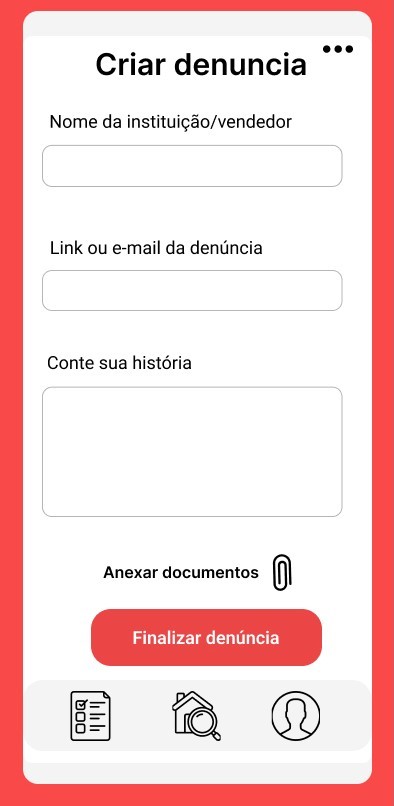 Criar denuncia
Nome da instituição/vendedor
Link ou e-mail da denúncia
Conte sua história
Anexar documentos
Finalizar denúncia